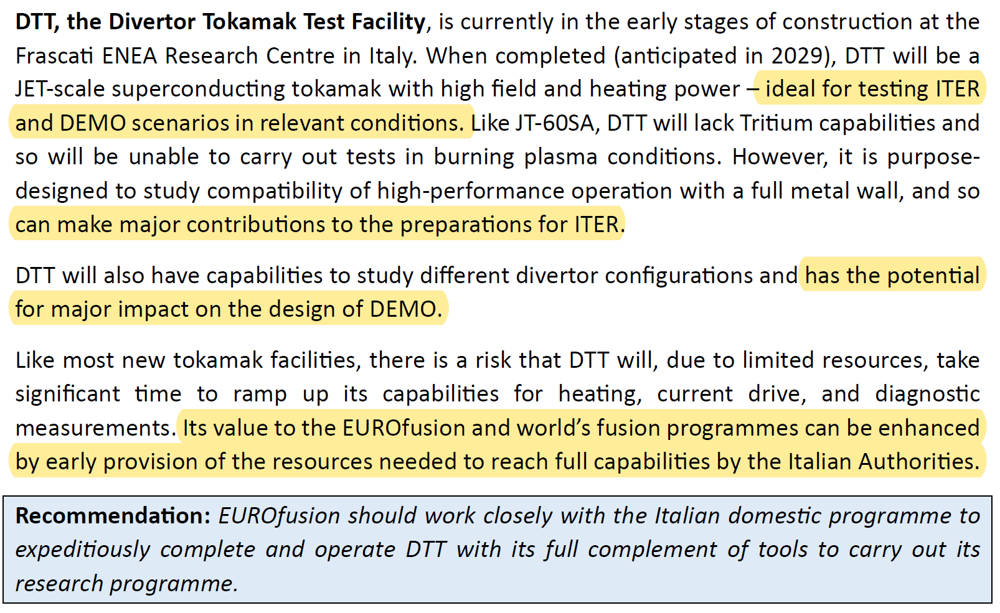 DTT, the Divertor Tokamak Test Facility, is currently in the early stages of construction at the
Frascati ENEA Research Centre in Italy. When completed (anticipated in 2029), DTT will be a
JET-scale superconducting tokamak with high field and heating power – ideal for testing ITER
and DEMO scenarios in relevant conditions. Like JT-60SA, DTT will lack Tritium capabilities and
so will be unable to carry out tests in burning plasma conditions. However, it is purpose-
designed to study compatibility of high-performance operation with a full metal wall, and so
can make major contributions to the preparations for ITER.
DTT will also have capabilities to study different divertor configurations and has the potential
for major impact on the design of DEMO.
Like most new tokamak facilities, there is a risk that DTT will, due to limited resources, take
significant time to ramp up its capabilities for heating, current drive, and diagnostic
measurements. Its value to the EUROfusion and world’s fusion programmes can be enhanced
by early provision of the resources needed to reach full capabilities by the Italian Authorities.
Recommendation: EUROfusion should work closely with the Italian domestic programme to
expeditiously complete and operate DTT with its full complement of tools to carry out its
research programme.